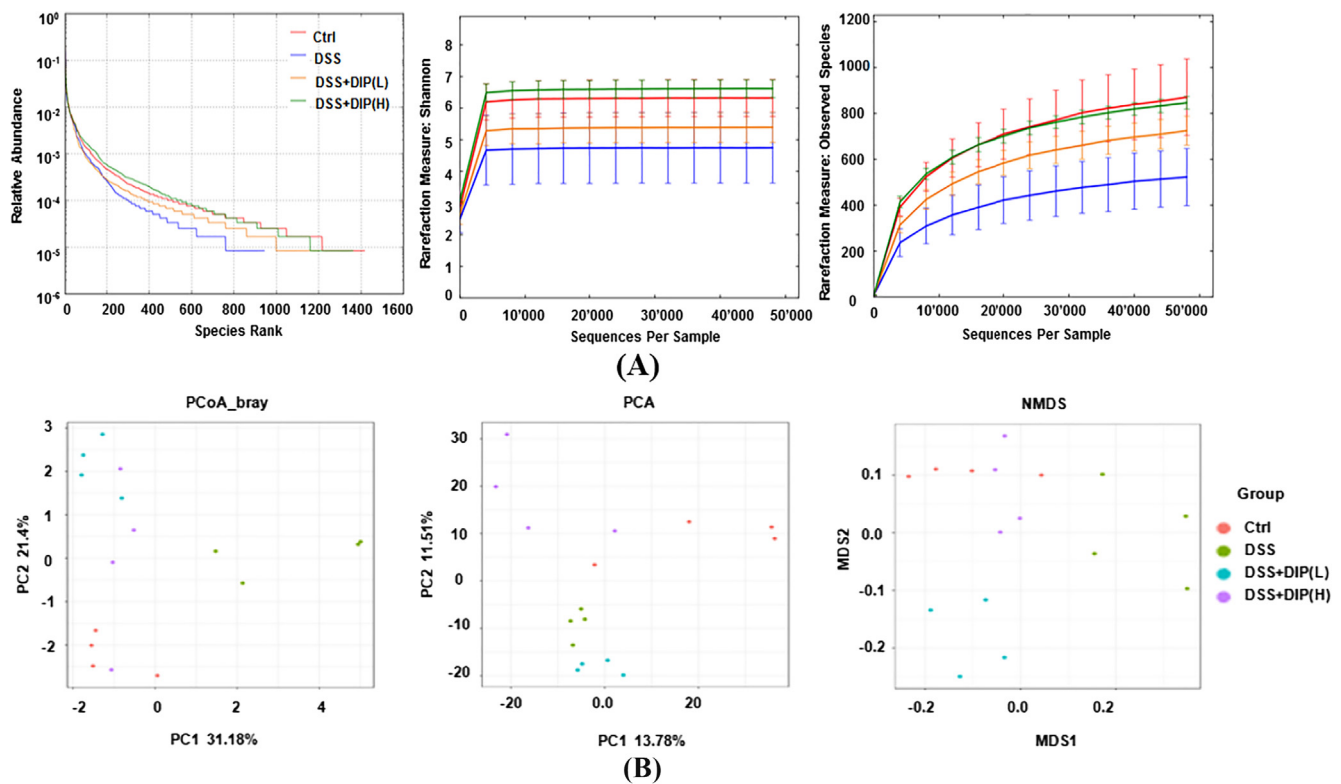 10⁰
10⁻¹
10⁻²
10⁻³
10⁻⁴
10⁻⁵
10⁻⁶
Relative Abundance
Ctrl
DSS
DSS+DIP(L)
DSS+DIP(H)
0 200 400 600 800 1000 1200 1400 1600
Species Rank
8
7
6
5
4
3
2
1
0
Rarefaction Measure: Shannon
0 10'000 20'000 30'000 40'000 50'000
Sequences Per Sample
1200
1000
800
600
400
200
0
Rarefaction Measure: Observed Species
0 10'000 20'000 30'000 40'000 50'000
Sequences Per Sample
(A)
PCoA_bray
3
2
1
0
-1
-2
PC2 21.4%
-2 0 2 4
PC1 31.18%
PCA
30
20
10
0
-10
-20
PC2 11.51%
-20 0.0 20
PC1 13.78%
NMDS
0.1
0.0
-0.1
-0.2
MDS2
-0.2 0.0 0.2
MDS1
Group
Ctrl
DSS
DSS+DIP(L)
DSS+DIP(H)
(B)